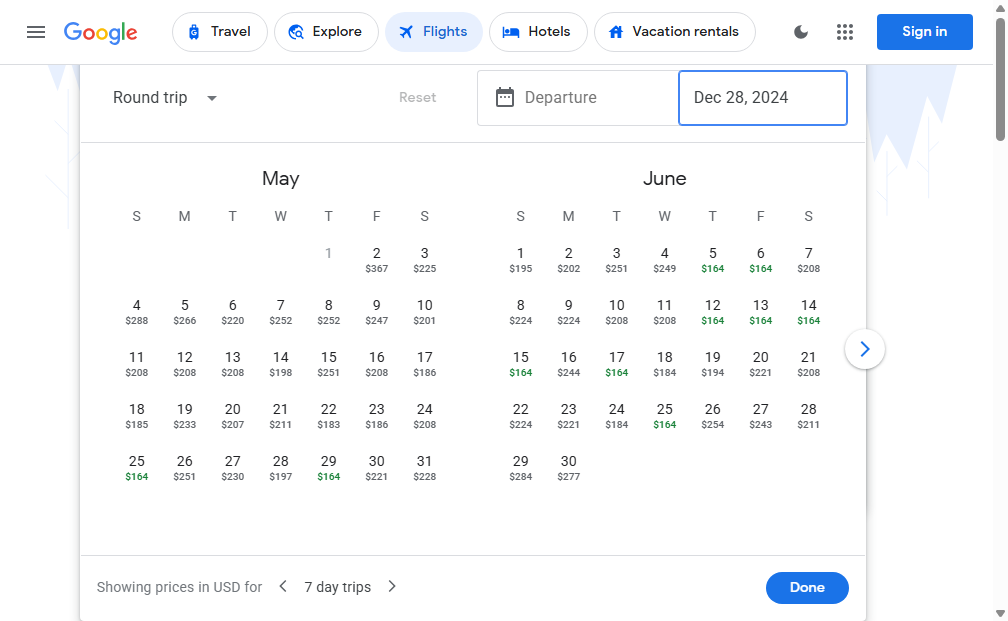 Google Travel Explore Flights Hotels Vacation rentals Sign in
Round trip Reset Departure Dec 28, 2024
May June
S M T W T F S S M T W T F S
1 2 3 1 2 3 4 5 6 7
$367 $225 $195 $202 $251 $249 $164 $164 $208
4 5 6 7 8 9 10 8 9 10 11 12 13 14
$288 $266 $220 $252 $252 $247 $201 $224 $224 $208 $208 $164 $164 $164
11 12 13 14 15 16 17 15 16 17 18 19 20 21
$208 $208 $208 $198 $251 $208 $186 $164 $244 $164 $184 $194 $221 $208
18 19 20 21 22 23 24 22 23 24 25 26 27 28
$185 $233 $207 $211 $183 $186 $208 $224 $221 $184 $164 $254 $243 $211
25 26 27 28 29 30 31 29 30
$164 $251 $230 $197 $164 $221 $228 $284 $277
Showing prices in USD for 7 day trips Done